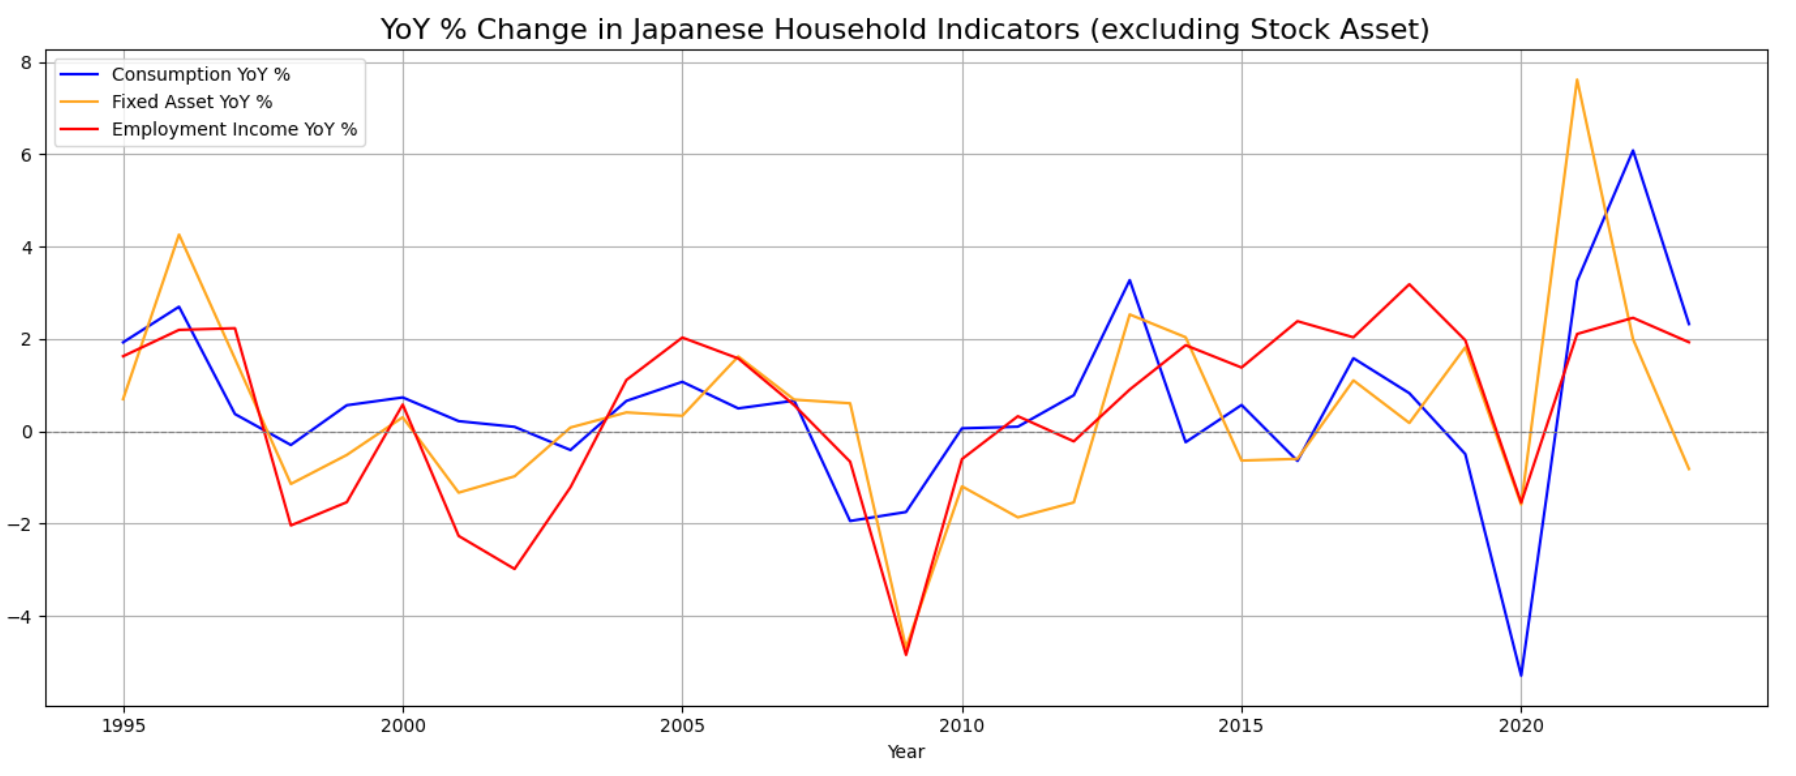 YoY % Change in Japanese Household Indicators (excluding Stock Asset)
Consumption YoY %
Fixed Asset YoY %
Employment Income YoY %
8
6
4
2
0
−2
−4
1995
2000
2005
2010
2015
2020
Year